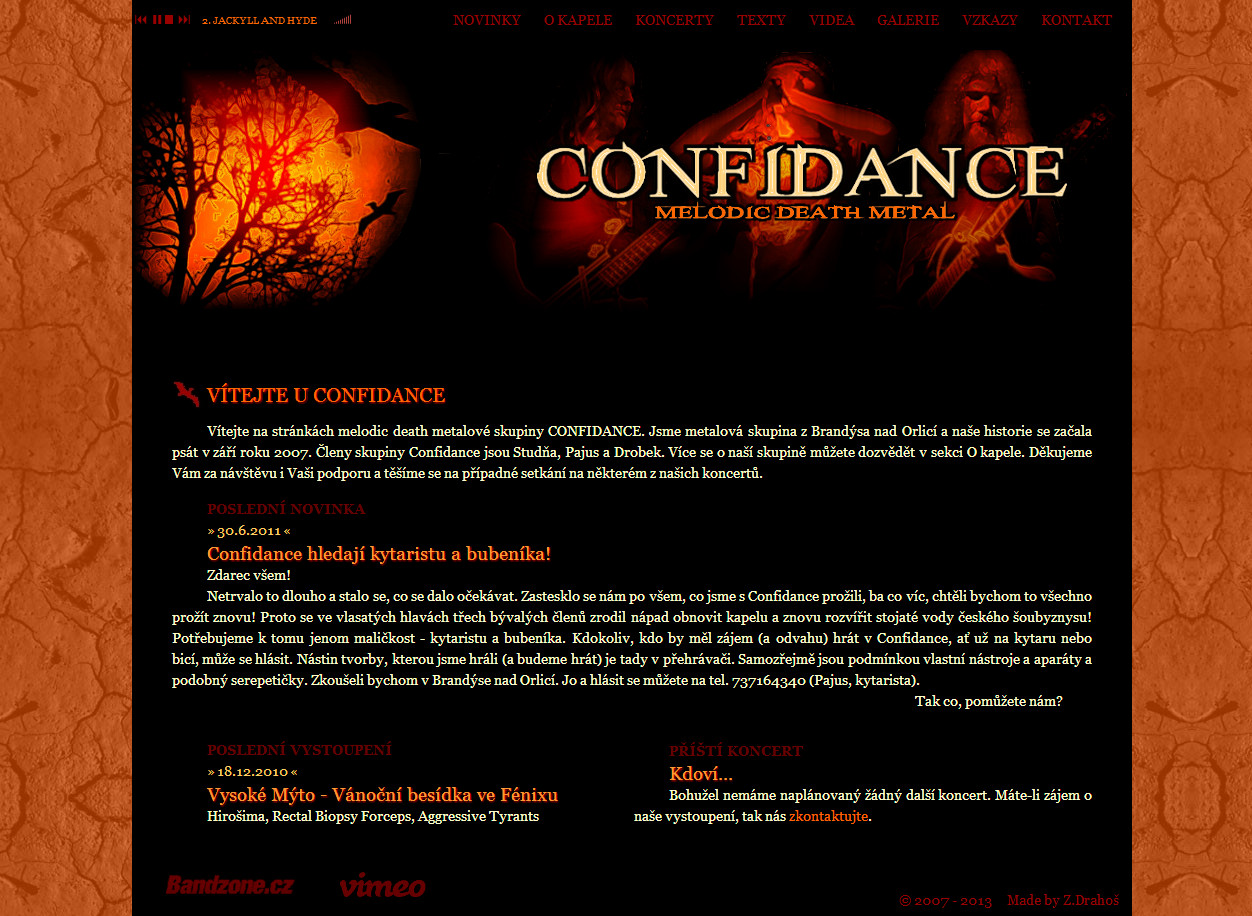 2. JACKYLL AND HYDE
NOVINKY O KAPELE KONCERTY TEXTY VIDEA GALERIE VZKAZY KONTAKT
CONFIDANCE
MELODIC DEATH METAL
VÍTEJTE U CONFIDANCE
Vítejte na stránkách melodic death metalové skupiny CONFIDANCE. Jsme metalová skupina z Brandýsa nad Orlicí a naše historie se začala
psát v září roku 2007. Členy skupiny Confidance jsou Studňa, Pajus a Drobek. Více se o naší skupině můžete dozvědět v sekci O kapele. Děkujeme
Vám za návštěvu i Vaši podporu a těšíme se na případné setkání na některém z našich koncertů.
POSLEDNÍ NOVINKA
» 30.6.2011 «
Confidance hledají kytaristu a bubeníka!
Zdarec všem!
Netrvalo to dlouho a stalo se, co se dalo očekávat. Zastesklo se nám po všem, co jsme s Confidance prožili, ba co víc, chtěli bychom to všechno
prožít znovu! Proto se ve vlasatých hlavách třech bývalých členů zrodil nápad obnovit kapelu a znovu rozvířit stojaté vody českého šoubyznysu!
Potřebujeme k tomu jenom maličkost - kytaristu a bubeníka. Kdokoliv, kdo by měl zájem (a odvahu) hrát v Confidance, ať už na kytaru nebo
bicí, může se hlásit. Nástin tvorby, kterou jsme hráli (a budeme hrát) je tady v přehrávači. Samozřejmě jsou podmínkou vlastní nástroje a aparáty a
podobný serepetičky. Zkoušeli bychom v Brandýse nad Orlicí. Jo a hlásit se můžete na tel. 737164340 (Pajus, kytarista).
Tak co, pomůžete nám?
POSLEDNÍ VYSTOUPENÍ
» 18.12.2010 «
Vysoké Mýto - Vánoční besídka ve Fénixu
Hirošima, Rectal Biopsy Forceps, Aggressive Tyrants
PŘÍŠTÍ KONCERT
Kdoví...
Bohužel nemáme naplánovaný žádný další koncert. Máte-li zájem o
naše vystoupení, tak nás zkontaktujte.
Bandzone.cz vimeo
© 2007 - 2013 Made by Z.Drahoš